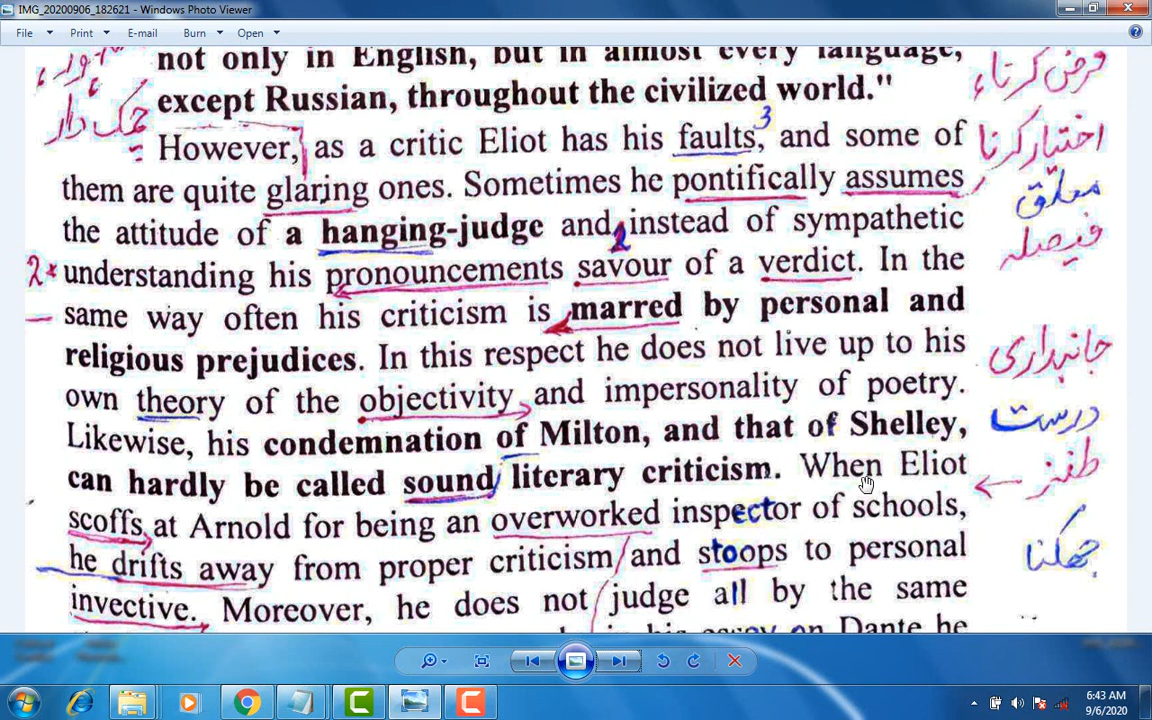 IMG_20200906_182621 - Windows Photo Viewer
File Print E-mail Burn Open
not only in English, but in almost every language,
except Russian, throughout the civilized world."
However, as a critic Eliot has his faults, and some of
3
them are quite glaring ones. Sometimes he pontifically assumes
the attitude of a hanging-judge and instead of sympathetic
2
understanding his pronouncements savour of a verdict. In the
same way often his criticism is marred by personal and
religious prejudices. In this respect he does not live up to his
own theory of the objectivity and impersonality of poetry.
Likewise, his condemnation of Milton, and that of Shelley,
can hardly be called sound literary criticism. When Eliot
scoffs at Arnold for being an overworked inspector of schools,
he drifts away from proper criticism and stoops to personal
invective. Moreover, he does not judge all by the same
essay on Dante he
چمک دار
فرض کرنا،
اختیار کرنا
معلق
فیصلہ
جانبداری
درست
طنز
جھکنا
6:43 AM
9/6/2020